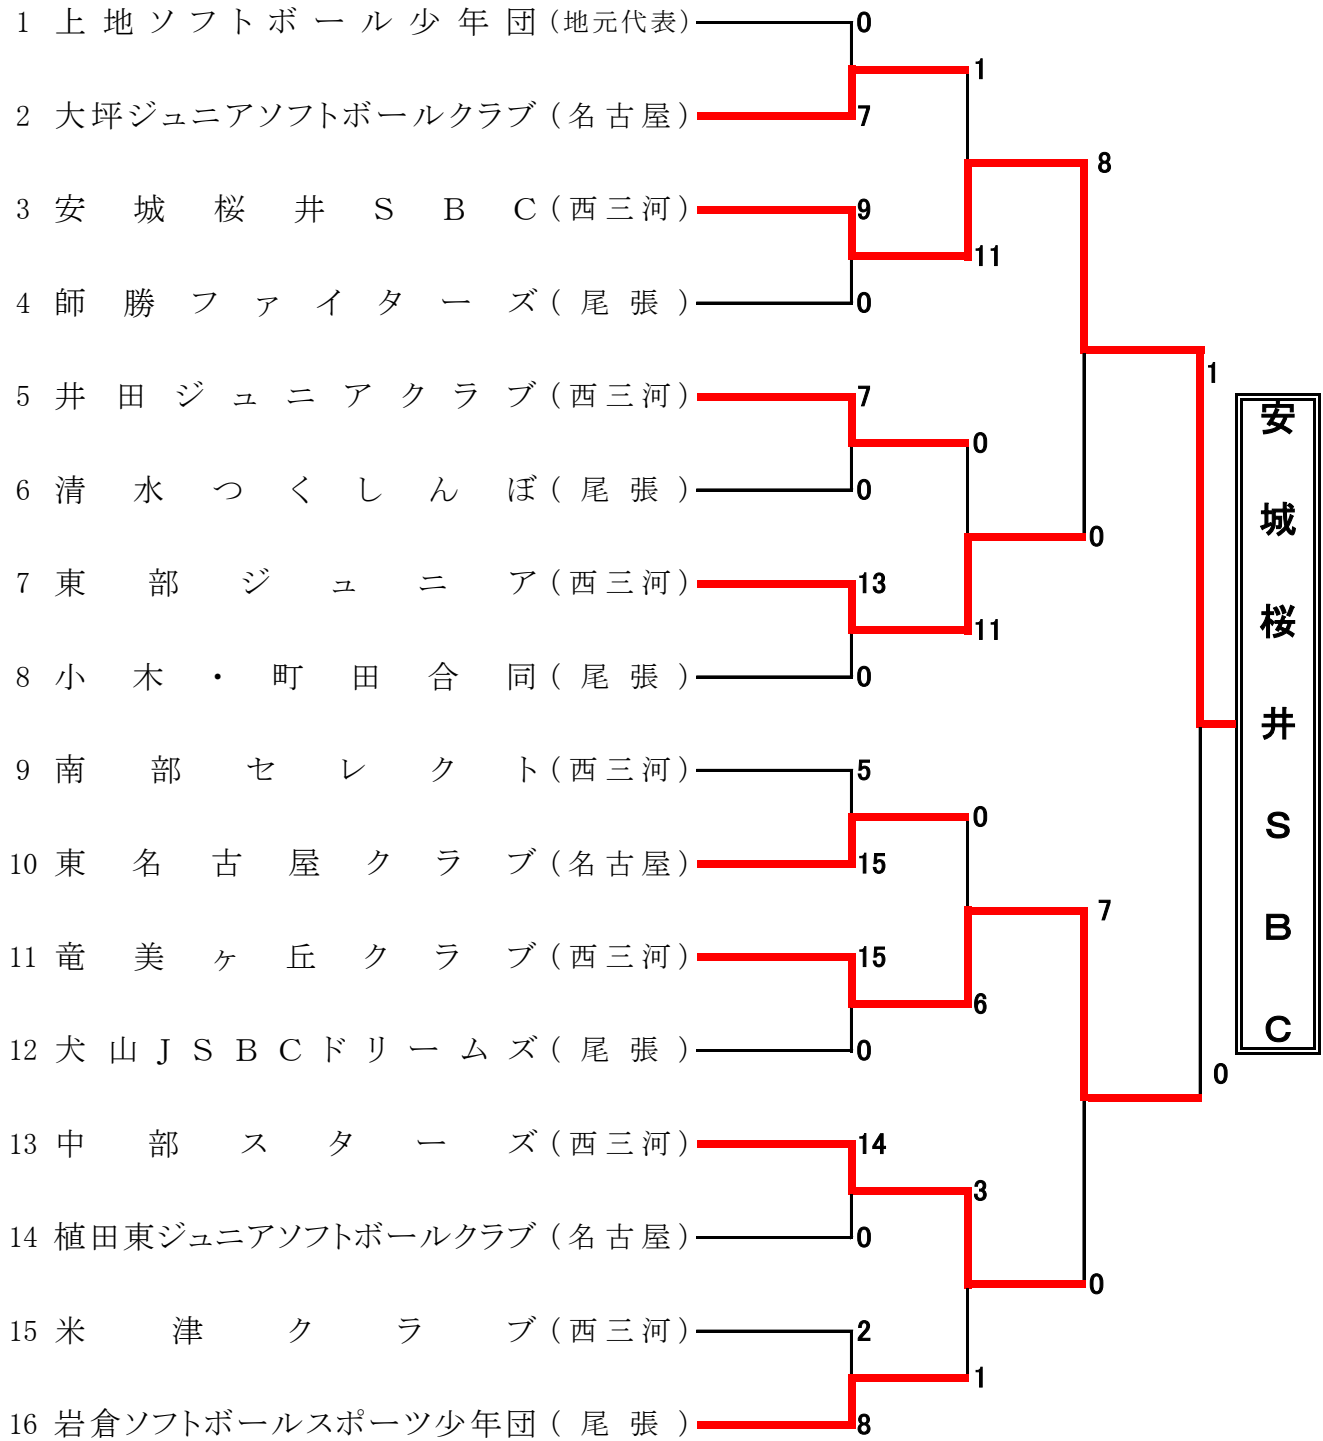 1 上地ソフトボール少年団(地元代表) 0
1
2 大坪ジュニアソフトボールクラブ(名古屋) 7
8
3 安城桜井SBC(西三河) 9
11
4 師勝ファイターズ(尾張) 0
1
5 井田ジュニアクラブ(西三河) 7
0
6 清水つくしんぼ(尾張) 0
0
7 東部ジュニア(西三河) 13
11
8 小木・町田合同(尾張) 0
安城桜井SBC
9 南部セレクト(西三河) 5
0
10 東名古屋クラブ(名古屋) 15
7
11 竜美ヶ丘クラブ(西三河) 15
6
12 犬山JSBCドリームズ(尾張) 0
0
13 中部スターズ(西三河) 14
3
14 植田東ジュニアソフトボールクラブ(名古屋) 0
0
15 米津クラブ(西三河) 2
1
16 岩倉ソフトボールスポーツ少年団(尾張) 8